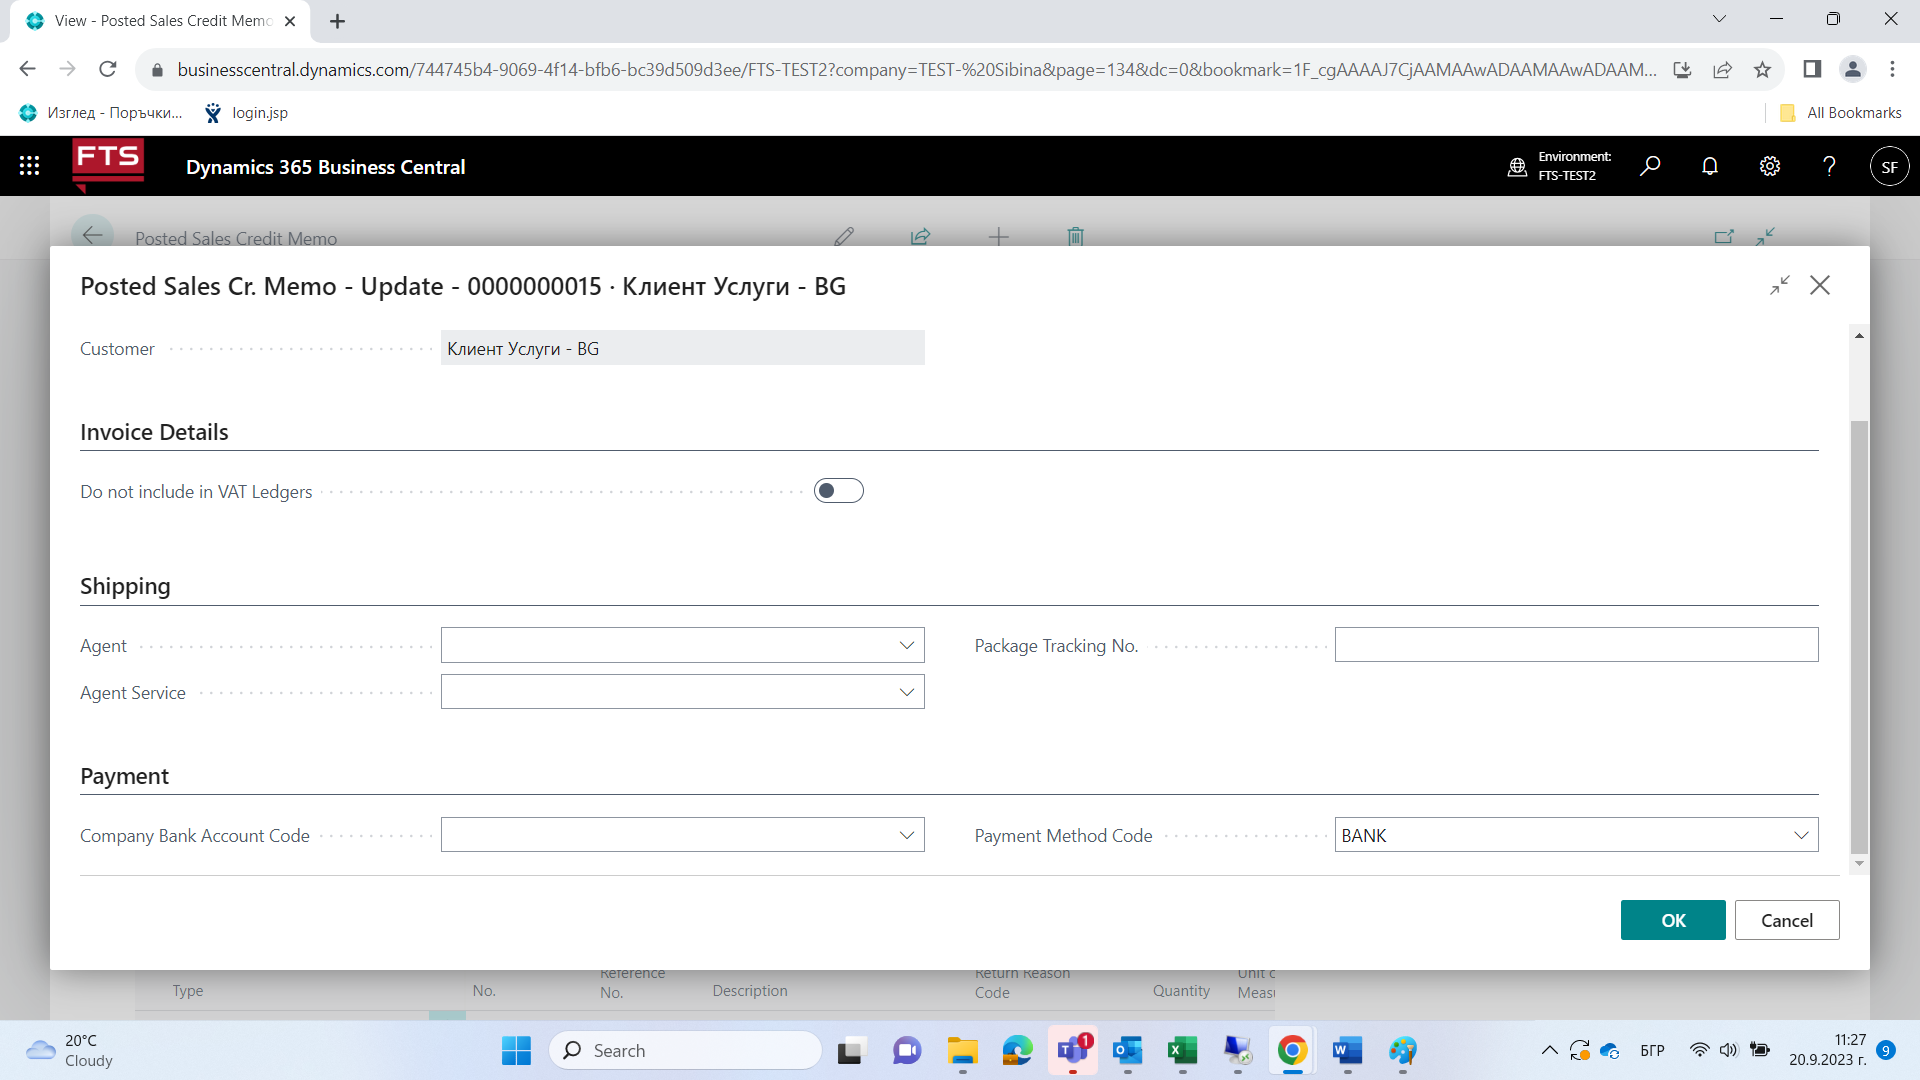 View - Posted Sales Credit Memo
businesscentral.dynamics.com/744745b4-9069-4f14-bfb6-bc39d509d3ee/FTS-TEST2?company=TEST-%20Sibina&page=134&dc=0&bookmark=1F_cgAAAAJ7CjAAMAAwADAAMAAwADAAM...
Изглед - Поръчки...
login.jsp
All Bookmarks
FTS
Dynamics 365 Business Central
Environment:
FTS-TEST2
SF
Posted Sales Credit Memo
Posted Sales Cr. Memo - Update - 0000000015 · Клиент Услуги - BG
Customer
Клиент Услуги - BG
Invoice Details
Do not include in VAT Ledgers
Shipping
Agent
Package Tracking No.
Agent Service
Payment
Company Bank Account Code
Payment Method Code
BANK
OK
Cancel
Type
No.
Reference
No.
Description
Return Reason
Code
Quantity
Unit o
Measu
20°C
Cloudy
Search
1
БГР
11:27
20.9.2023 г.
9